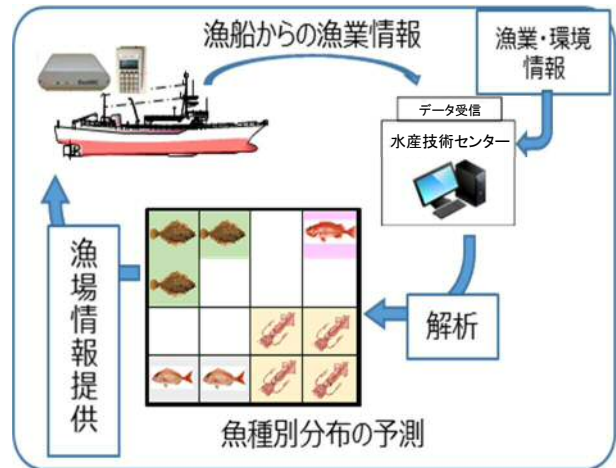 漁船からの漁業情報
漁業・環境
情報
データ受信
水産技術センター
漁場情報提供
解析
魚種別分布の予測